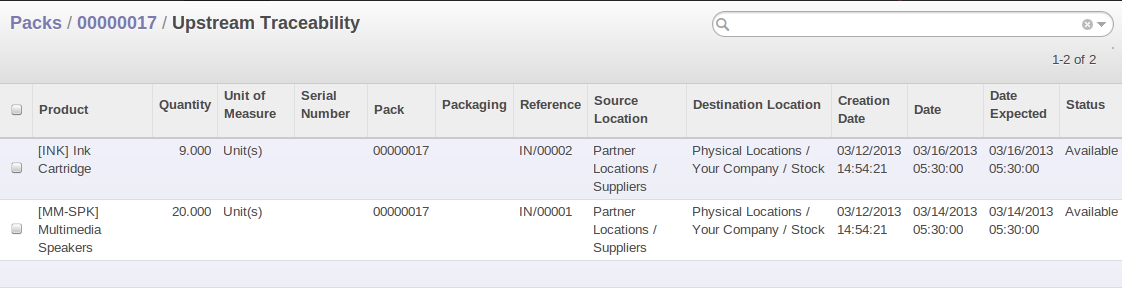 Packs / 00000017 / Upstream Traceability
1-2 of 2
Product Quantity Unit of Measure Serial Number Pack Packaging Reference Source Location Destination Location Creation Date Date Date Expected Status
[INK] Ink 9.000 Unit(s) 00000017 IN/00002 Partner Physical Locations / 03/12/2013 03/16/2013 03/16/2013 Available
Cartridge Locations / Your Company / Stock 14:54:21 05:30:00 05:30:00
Suppliers
[MM-SPK] 20.000 Unit(s) 00000017 IN/00001 Partner Physical Locations / 03/12/2013 03/14/2013 03/14/2013 Available
Multimedia Locations / Your Company / Stock 14:54:21 05:30:00 05:30:00
Speakers Suppliers